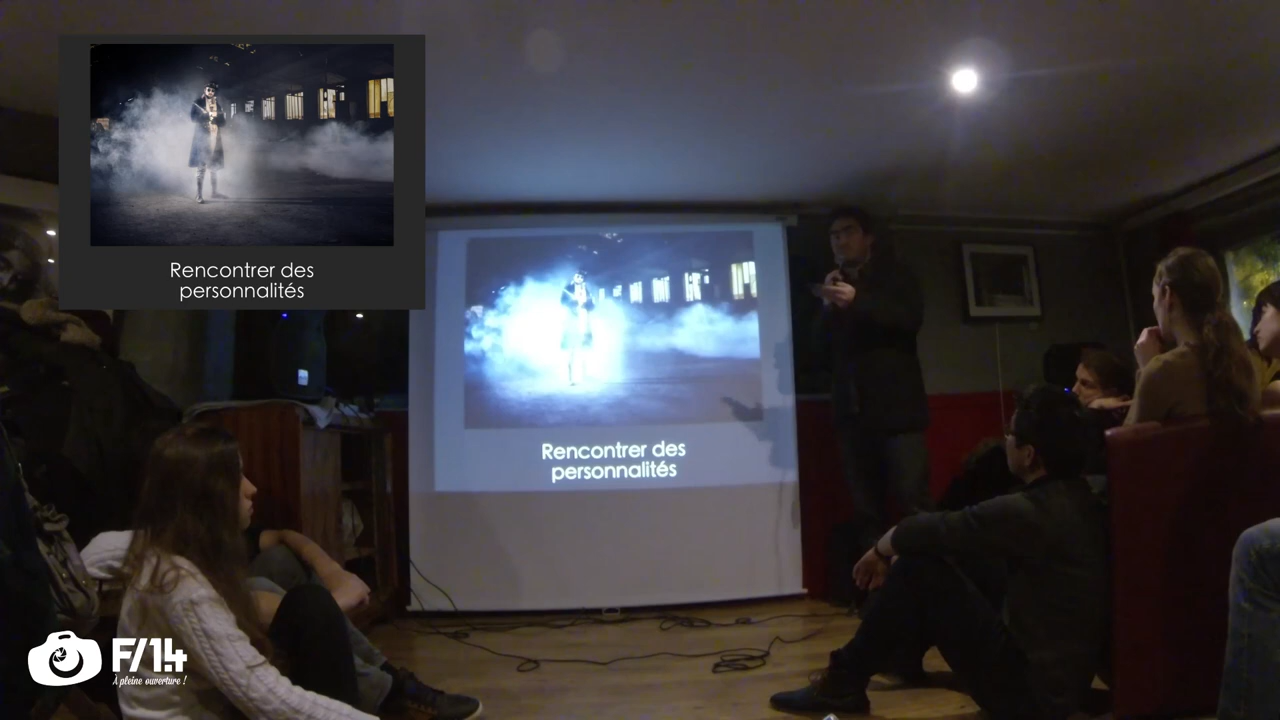 Rencontrer des
personnalités
Rencontrer des
personnalités
F/1.4
À pleine ouverture !